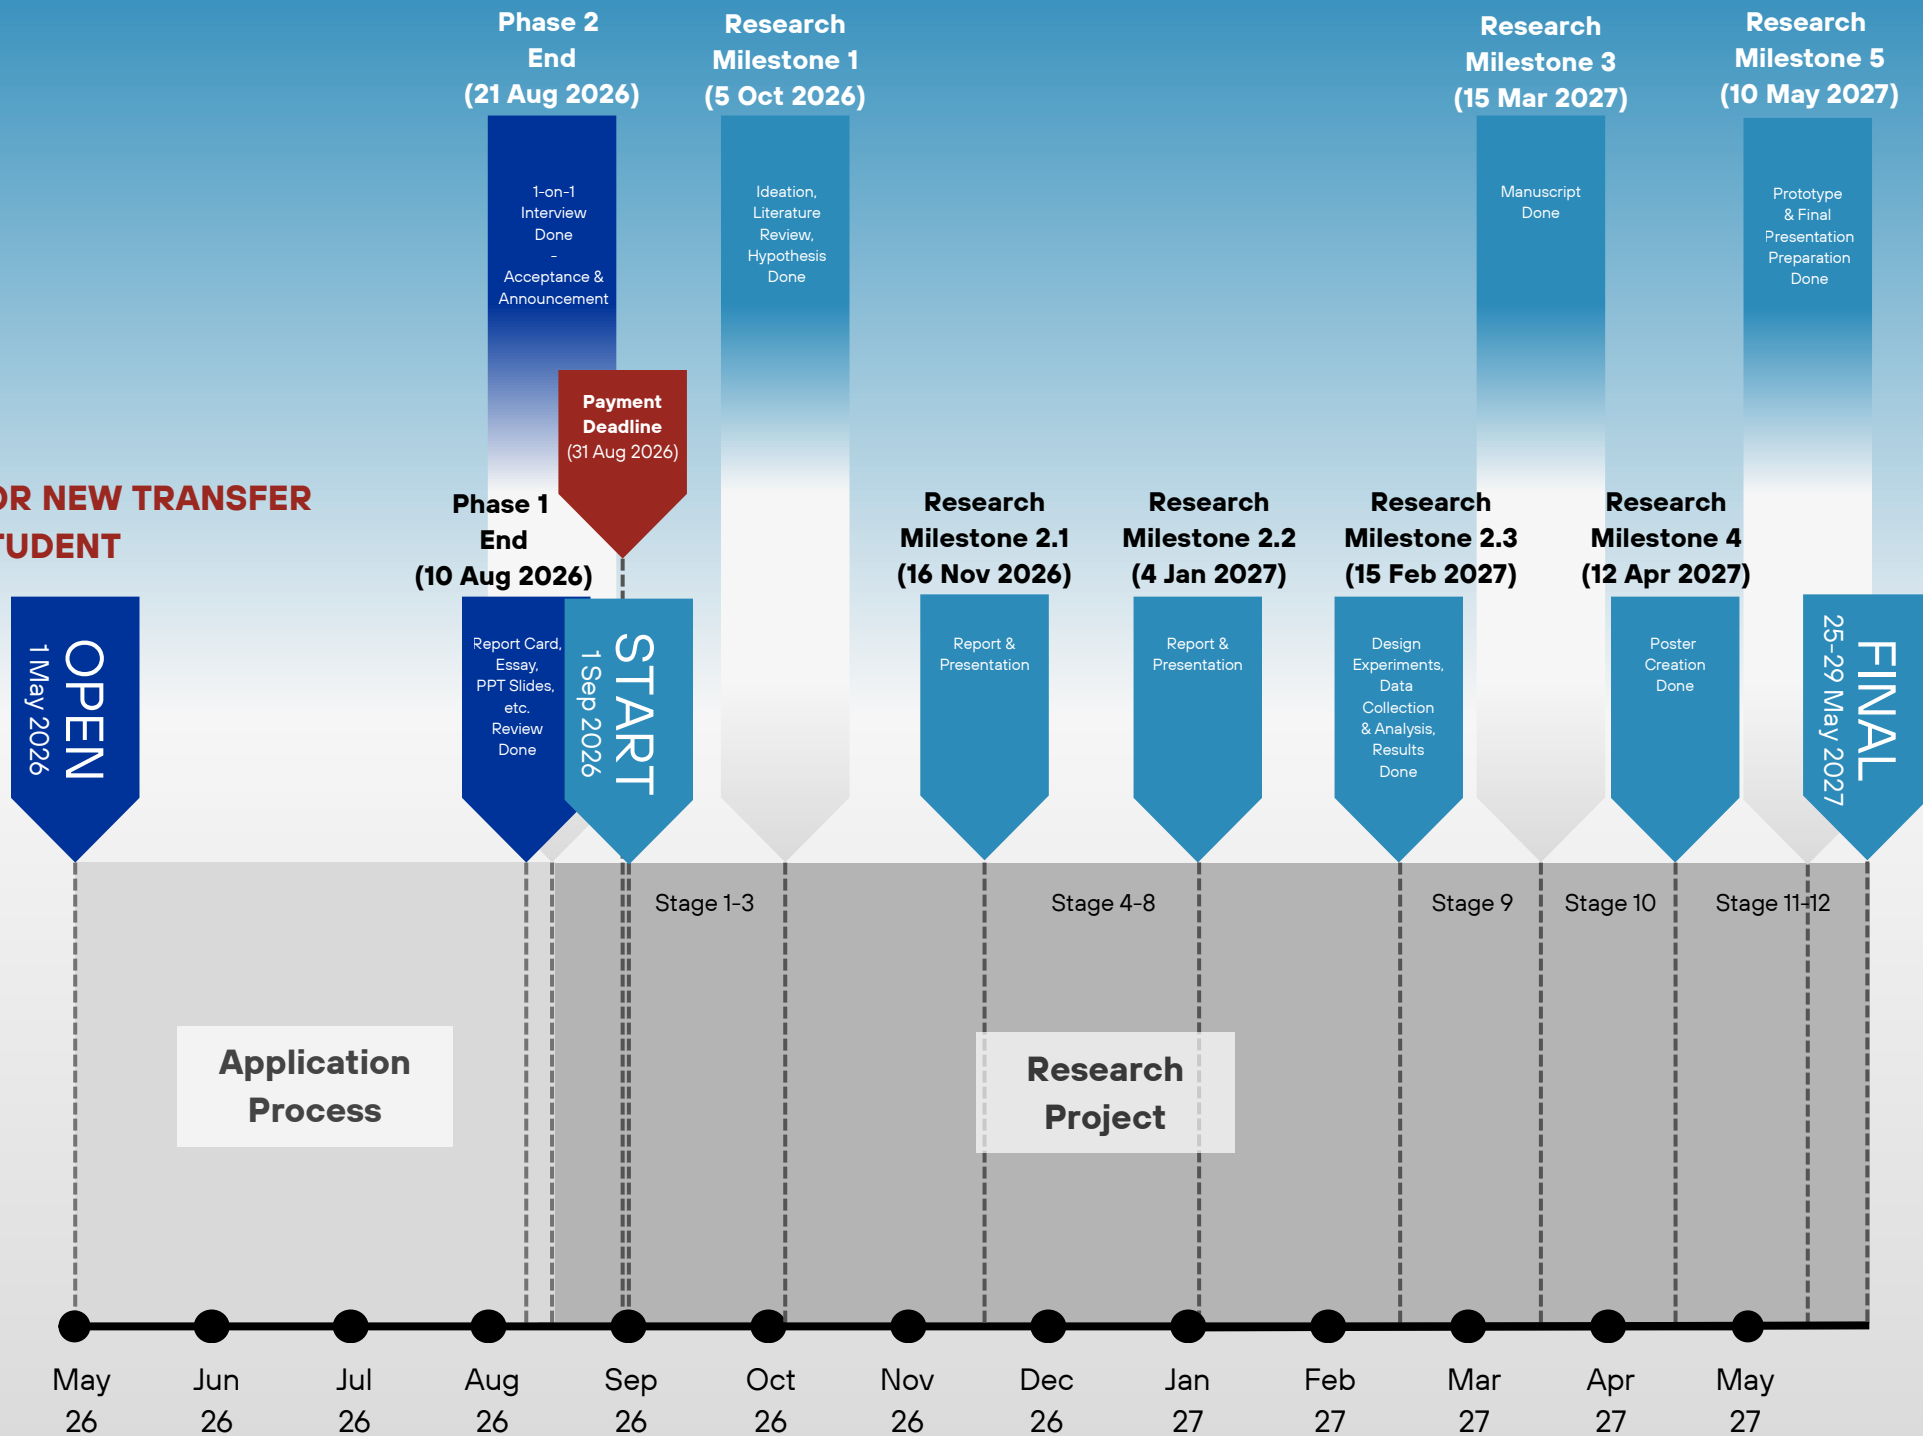 Phase 2
End
(21 Aug 2026)
1-on-1
Interview
Done
-
Acceptance &
Announcement
Research
Milestone 1
(5 Oct 2026)
Ideation,
Literature
Review,
Hypothesis
Done
Research
Milestone 3
(15 Mar 2027)
Manuscript
Done
Research
Milestone 5
(10 May 2027)
Prototype
& Final
Presentation
Preparation
Done
Payment
Deadline
(31 Aug 2026)
OR NEW TRANSFER
TUDENT
OPEN
1 May 2026
Phase 1
End
(10 Aug 2026)
Report Card,
Essay,
PPT Slides,
etc.
Review
Done
START
1 Sep 2026
Research
Milestone 2.1
(16 Nov 2026)
Report &
Presentation
Research
Milestone 2.2
(4 Jan 2027)
Report &
Presentation
Research
Milestone 2.3
(15 Feb 2027)
Design
Experiments,
Data
Collection
& Analysis,
Results
Done
Research
Milestone 4
(12 Apr 2027)
Poster
Creation
Done
FINAL
25-29 May 2027
Stage 1-3
Stage 4-8
Stage 9
Stage 10
Stage 11-12
Application
Process
Research
Project
May
26
Jun
26
Jul
26
Aug
26
Sep
26
Oct
26
Nov
26
Dec
26
Jan
27
Feb
27
Mar
27
Apr
27
May
27